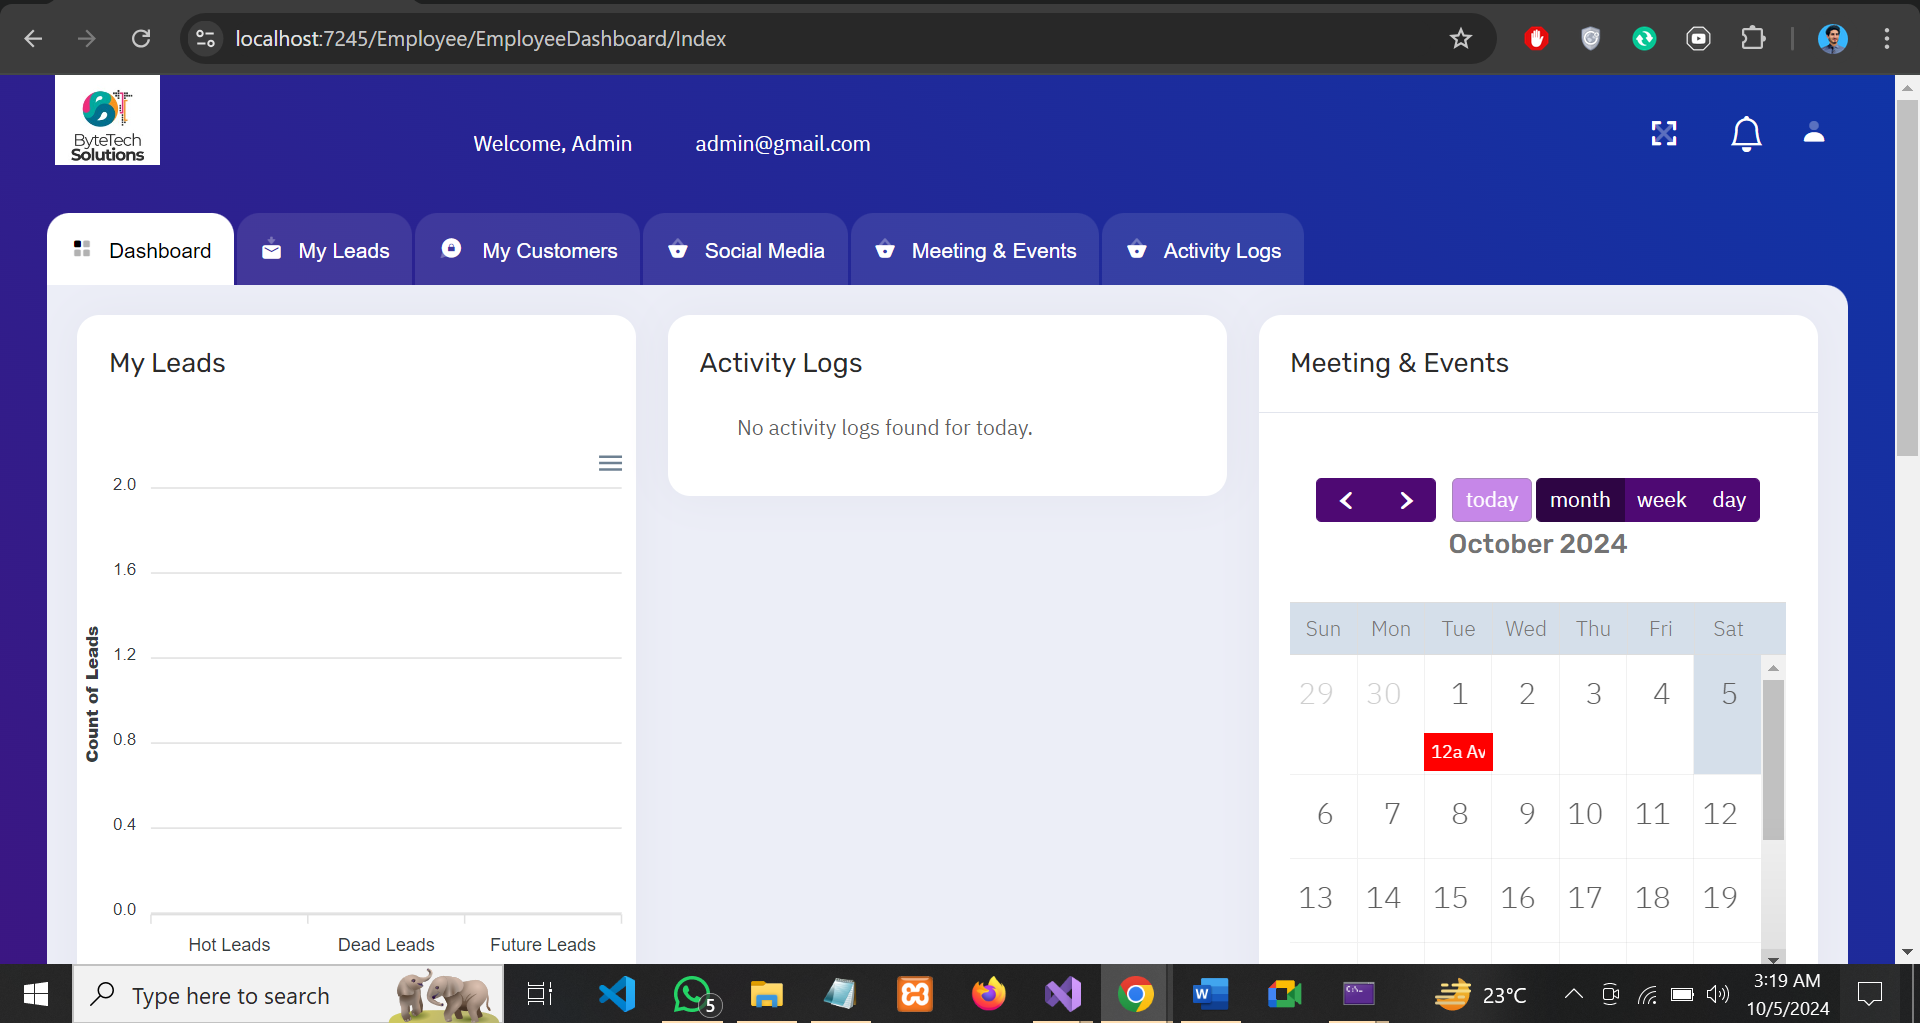 localhost:7245/Employee/EmployeeDashboard/Index
ByteTech
Solutions
Welcome, Admin
admin@gmail.com
Dashboard
My Leads
My Customers
Social Media
Meeting & Events
Activity Logs
My Leads
2.0
1.6
1.2
0.8
0.4
0.0
Count of Leads
Hot Leads Dead Leads Future Leads
Activity Logs
No activity logs found for today.
Meeting & Events
today month week day
October 2024
Sun Mon Tue Wed Thu Fri Sat
29 30 1 2 3 4 5
12a Av
6 7 8 9 10 11 12
13 14 15 16 17 18 19
Type here to search
5
23°C
3:19 AM
10/5/2024